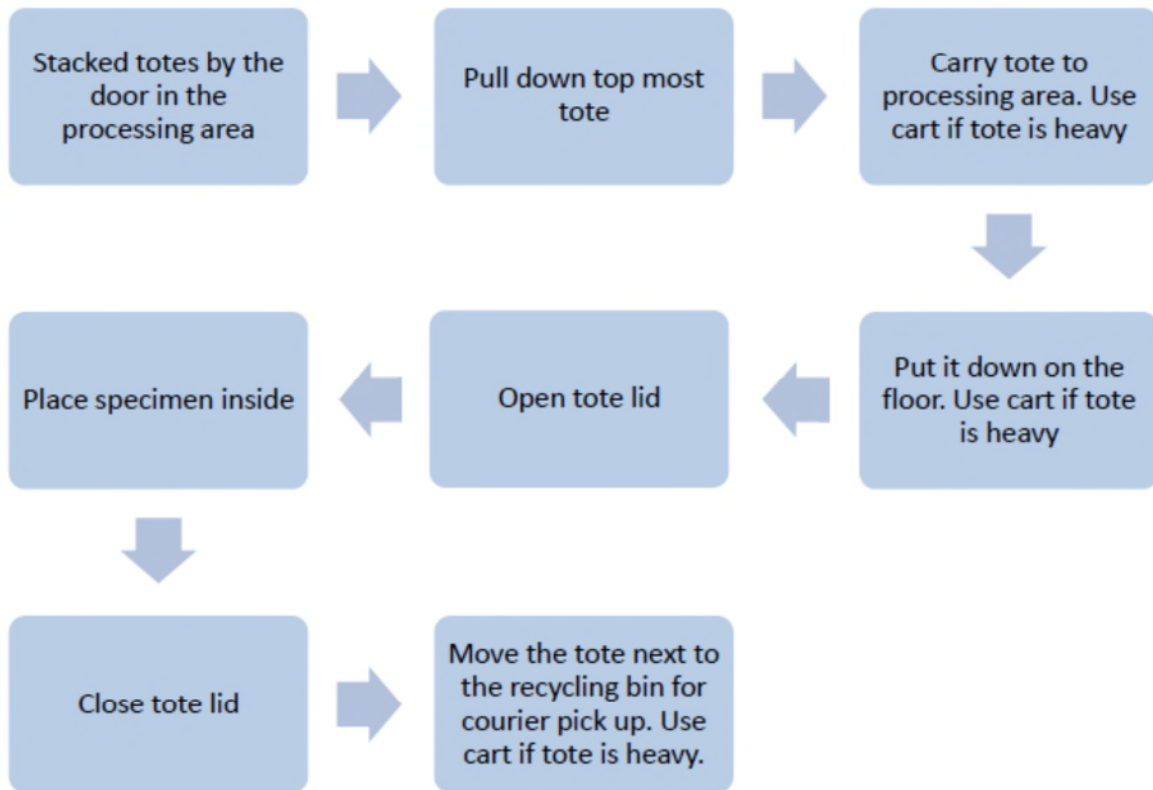 Stacked totes by the
door in the
processing area
Pull down top most
tote
Carry tote to
processing area. Use
cart if tote is heavy
Put it down on the
floor. Use cart if tote
is heavy
Open tote lid
Place specimen inside
Close tote lid
Move the tote next to
the recycling bin for
courier pick up. Use
cart if tote is heavy.